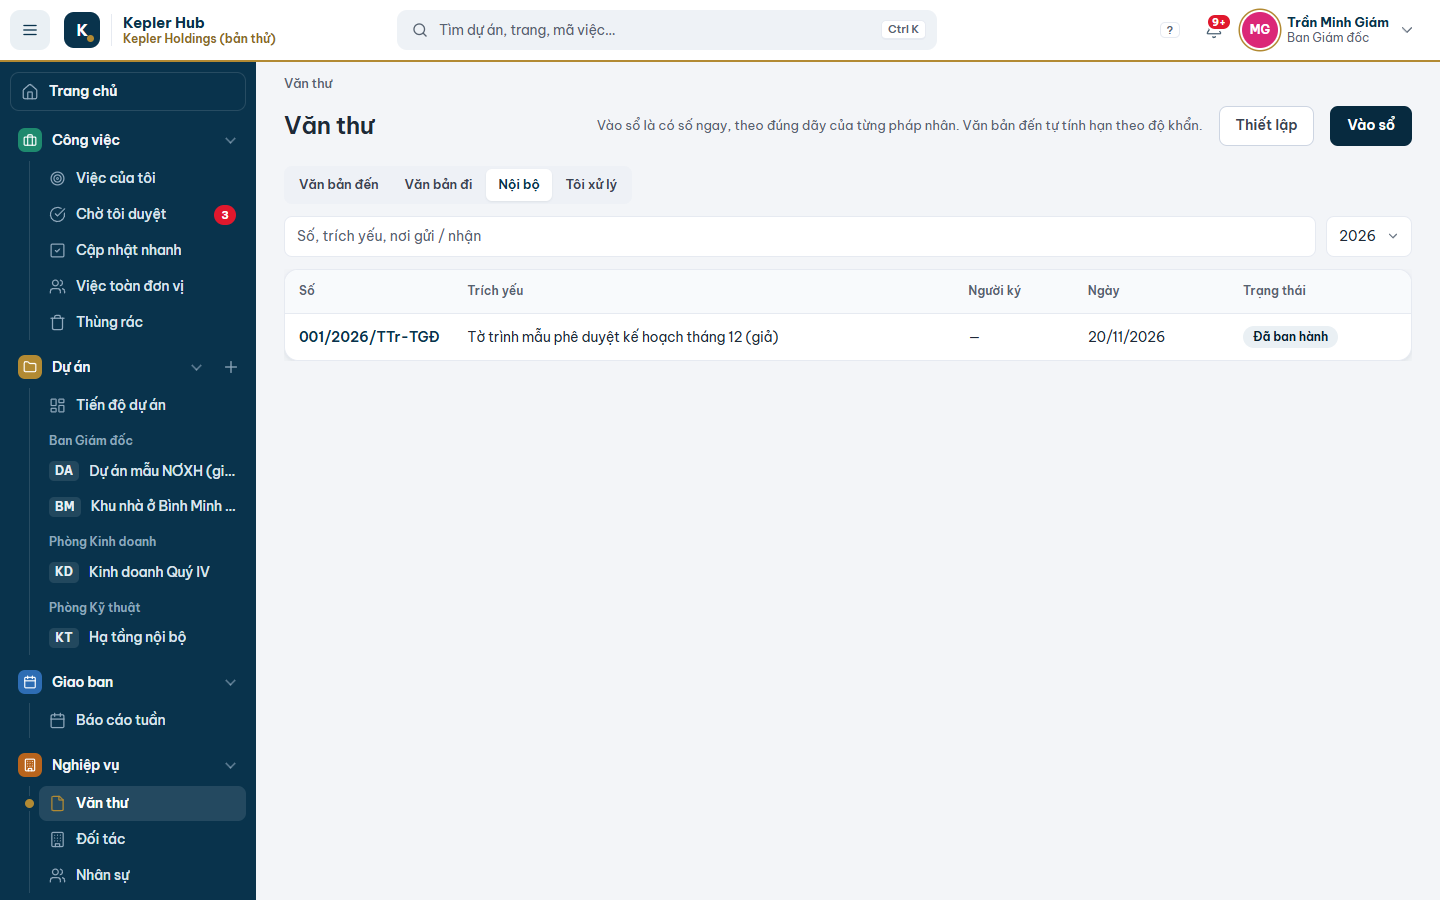 Kepler Hub
Kepler Holdings (bản thử)
Tìm dự án, trang, mã việc...
Ctrl K
?
9+
MG
Trần Minh Giám
Ban Giám đốc
Trang chủ
Công việc
Việc của tôi
Chờ tôi duyệt
3
Cập nhật nhanh
Việc toàn đơn vị
Thùng rác
Dự án
Tiến độ dự án
Ban Giám đốc
DA Dự án mẫu NƠXH (gi...
BM Khu nhà ở Bình Minh ...
Phòng Kinh doanh
KD Kinh doanh Quý IV
Phòng Kỹ thuật
KT Hạ tầng nội bộ
Giao ban
Báo cáo tuần
Nghiệp vụ
Văn thư
Đối tác
Nhân sự
Văn thư
Văn thư
Vào sổ là có số ngay, theo đúng dãy của từng pháp nhân. Văn bản đến tự tính hạn theo độ khẩn.
Thiết lập
Vào sổ
Văn bản đến Văn bản đi Nội bộ Tôi xử lý
Số, trích yếu, nơi gửi / nhận
2026
Số Trích yếu Người ký Ngày Trạng thái
001/2026/TTr-TGĐ Tờ trình mẫu phê duyệt kế hoạch tháng 12 (giả) — 20/11/2026 Đã ban hành
K